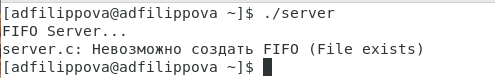 [adfilippova@adfilippova ~]$ ./server
FIFO Server...
server.c: Невозможно создать FIFO (File exists)
[adfilippova@adfilippova ~]$